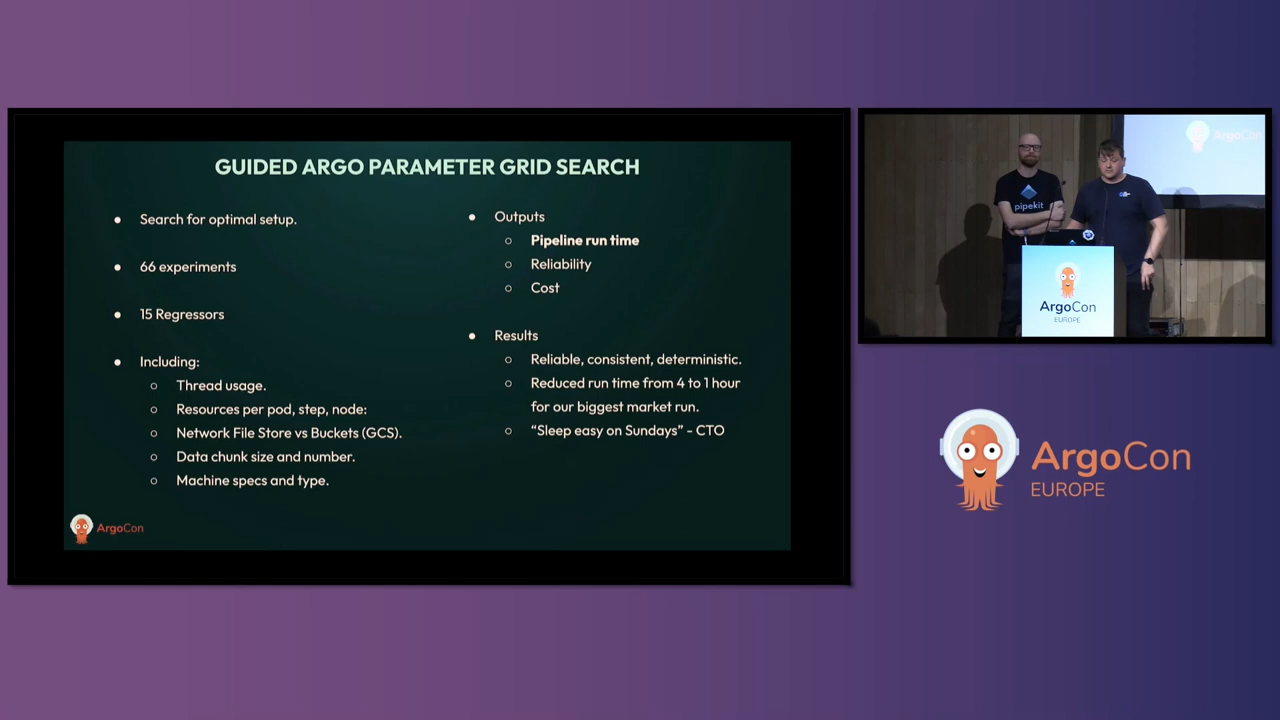 GUIDED ARGO PARAMETER GRID SEARCH
Search for optimal setup.
66 experiments
15 Regressors
Including:
Thread usage.
Resources per pod, step, node:
Network File Store vs Buckets (GCS).
Data chunk size and number.
Machine specs and type.
Outputs
Pipeline run time
Reliability
Cost
Results
Reliable, consistent, deterministic.
Reduced run time from 4 to 1 hour
for our biggest market run.
“Sleep easy on Sundays” - CTO
ArgoCon
ArgoCon
pipekit
ArgoCon
EUROPE
ArgoCon
EUROPE